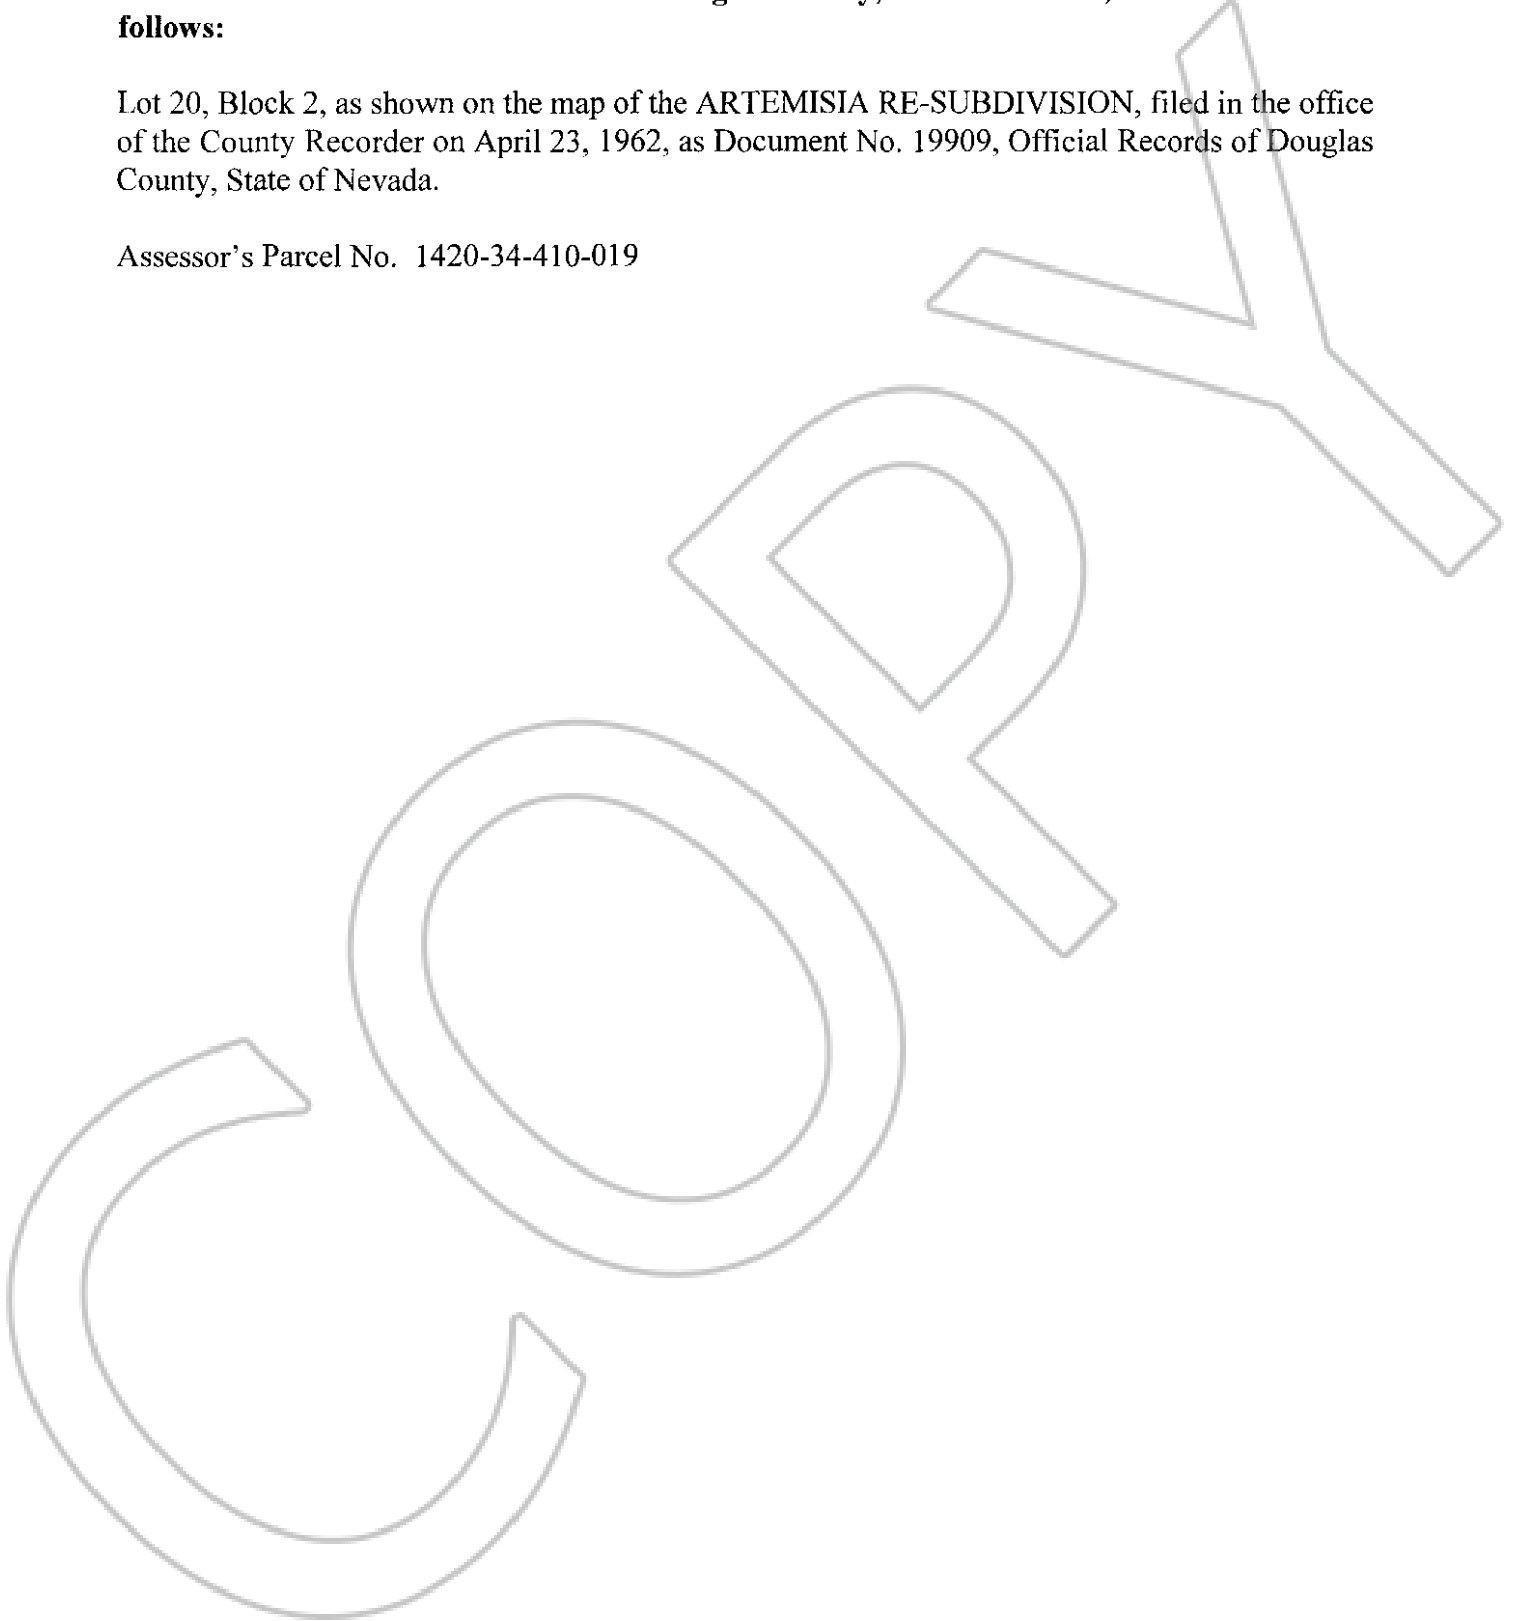 follows:
Lot 20, Block 2, as shown on the map of the ARTEMISIA RE-SUBDIVISION, filed in the office
of the County Recorder on April 23, 1962, as Document No. 19909, Official Records of Douglas
County, State of Nevada.
Assessor's Parcel No. 1420-34-410-019
COPY